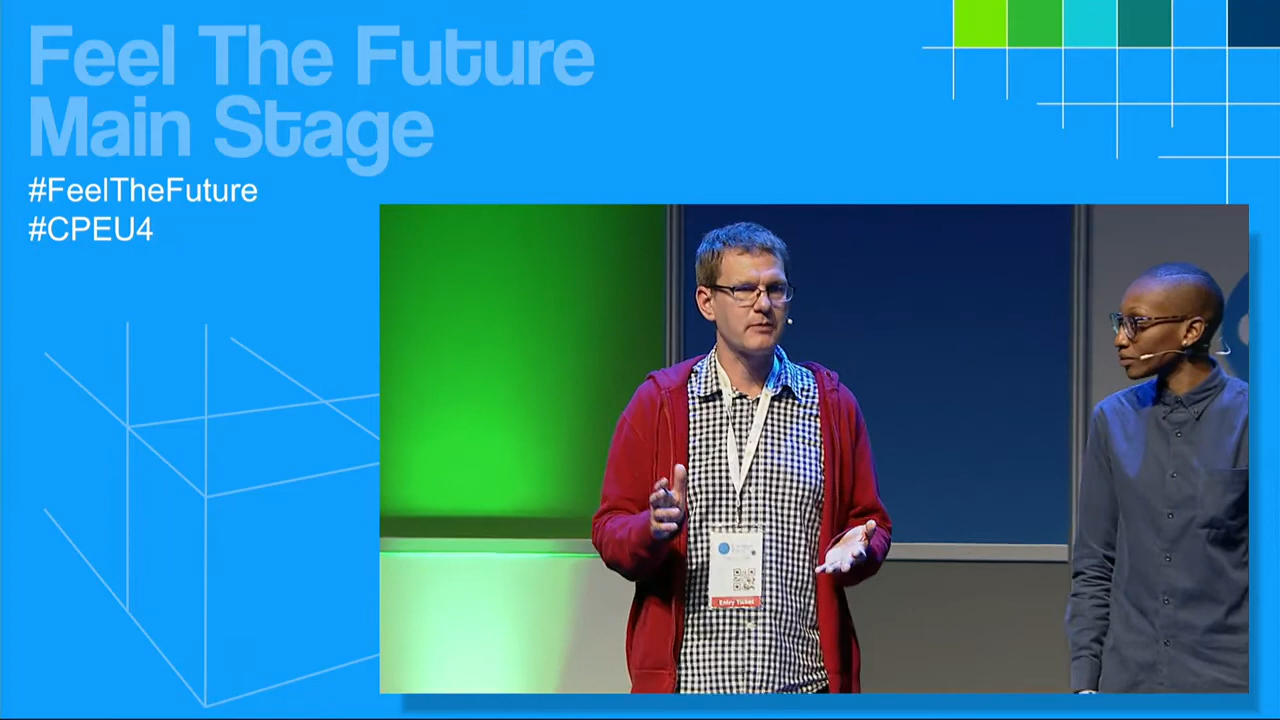 Feel The Future
Main Stage
#FeelTheFuture
#CPEU4
Entry Ticket